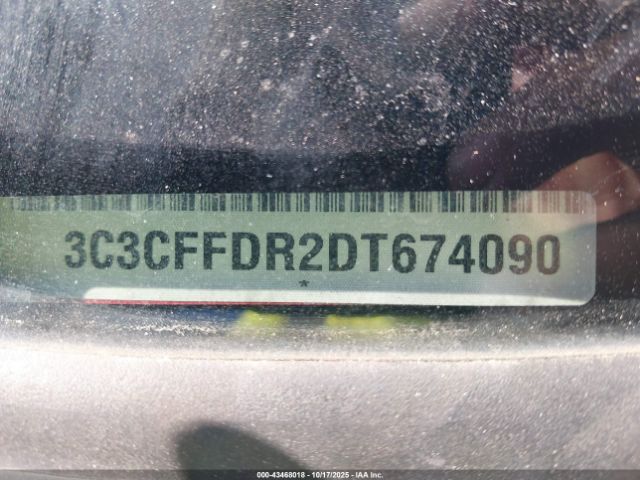 3C3CFFDR2DT674090
*
000-43468018 - 10/17/2025 - IAA Inc.